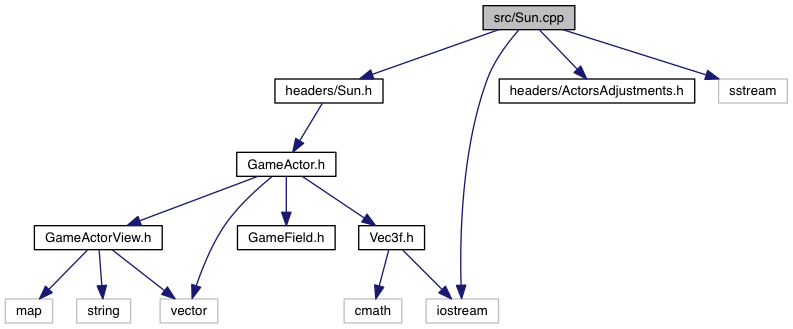 src/Sun.cpp
headers/Sun.h
headers/ActorsAdjustments.h
sstream
GameActor.h
GameActorView.h
GameField.h
Vec3f.h
map
string
vector
cmath
iostream